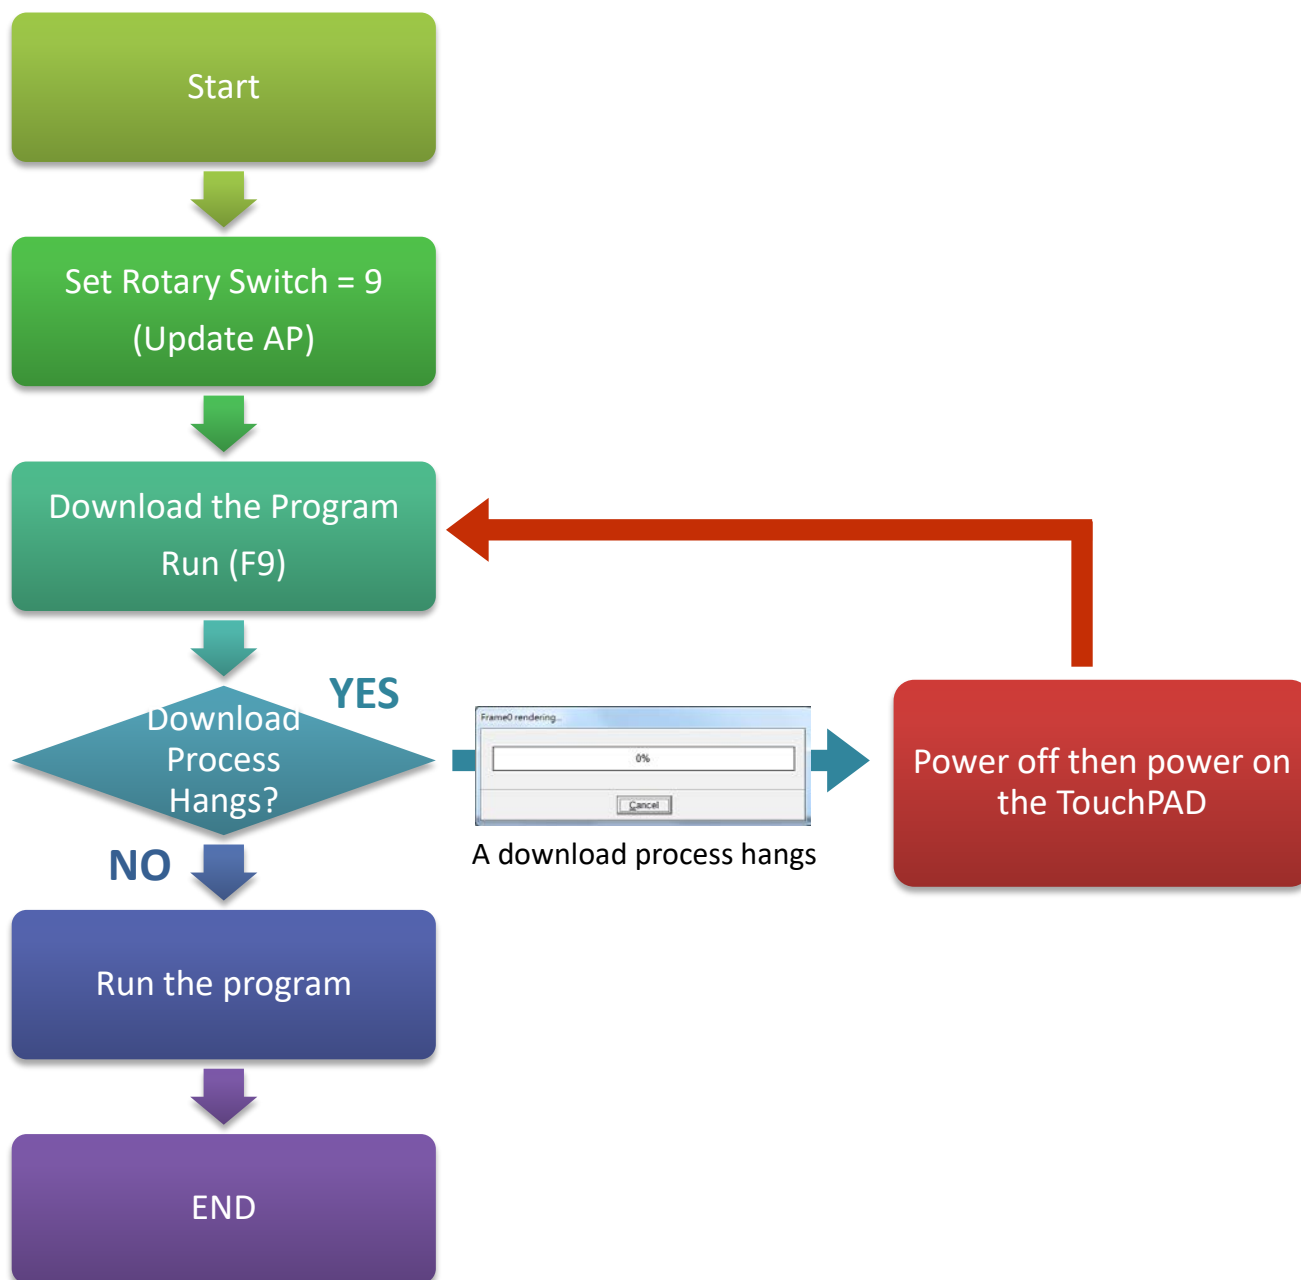 Start
Set Rotary Switch = 9
(Update AP)
Download the Program
Run (F9)
YES
Download
Process
Hangs?
Frame0 rendering...
0%
Cancel
A download process hangs
Power off then power on
the TouchPAD
NO
Run the program
END